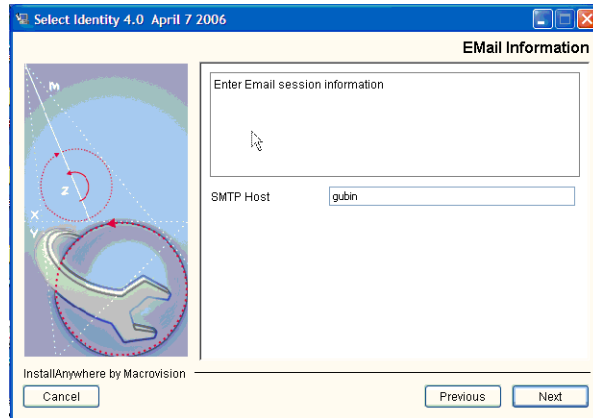 Select Identity 4.0 April 7 2006
EMail Information
Enter Email session information
SMTP Host
gubin
m
z
X
Y
InstallAnywhere by Macrovision
Cancel
Previous
Next